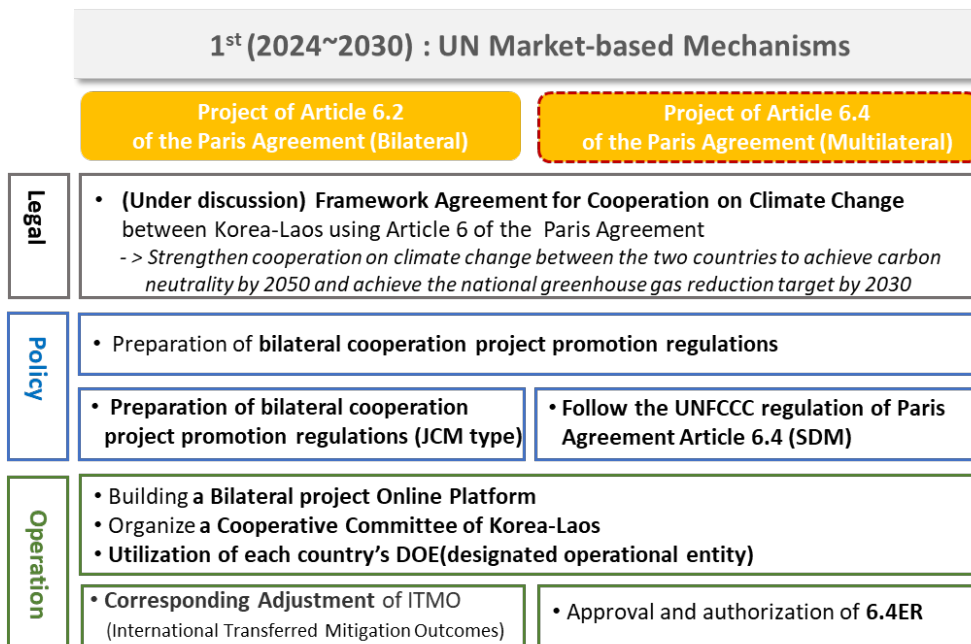 1st (2024~2030) : UN Market-based Mechanisms
Project of Article 6.2
of the Paris Agreement (Bilateral)
Project of Article 6.4
of the Paris Agreement (Multilateral)
Legal
• (Under discussion) Framework Agreement for Cooperation on Climate Change
between Korea-Laos using Article 6 of the Paris Agreement
- > Strengthen cooperation on climate change between the two countries to achieve carbon
neutrality by 2050 and achieve the national greenhouse gas reduction target by 2030
Policy
• Preparation of bilateral cooperation project promotion regulations
• Preparation of bilateral cooperation
project promotion regulations (JCM type)
• Follow the UNFCCC regulation of Paris
Agreement Article 6.4 (SDM)
Operation
• Building a Bilateral project Online Platform
• Organize a Cooperative Committee of Korea-Laos
• Utilization of each country's DOE(designated operational entity)
• Corresponding Adjustment of ITMO
(International Transferred Mitigation Outcomes)
• Approval and authorization of 6.4ER